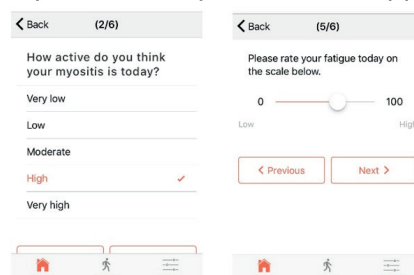 Back (2/6)
How active do you think
your myositis is today?
Very low
Low
Moderate
High
Very high
Back (5/6)
Please rate your fatigue today on
the scale below.
0 100
Low High
Previous Next